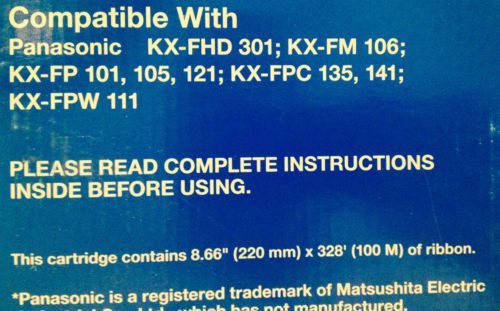 Compatible With
Panasonic KX-FHD 301; KX-FM 106;
KX-FP 101, 105, 121; KX-FPC 135, 141;
KX-FPW 111
PLEASE READ COMPLETE INSTRUCTIONS
INSIDE BEFORE USING.
This cartridge contains 8.66" (220 mm) x 328' (100 M) of ribbon.
*Panasonic is a registered trademark of Matsushita Electric
which has not manufactured,